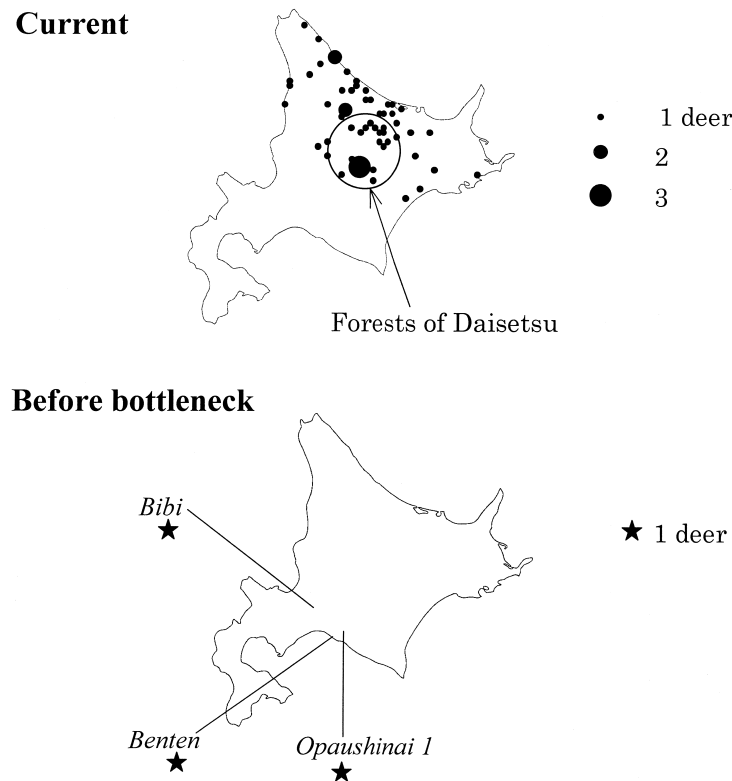 Current
1 deer
2
3
Forests of Daisetsu
Before bottleneck
Bibi
1 deer
Benten
Opaushinai 1